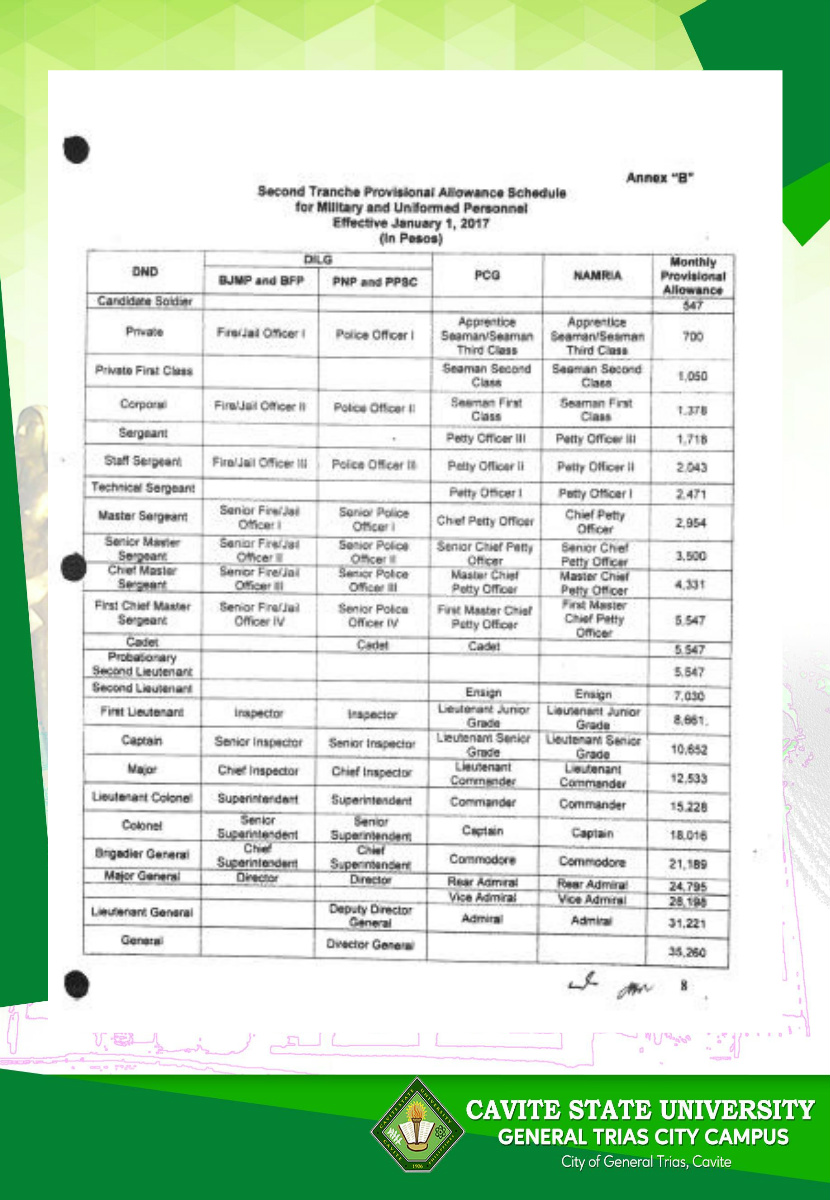 Annex "B"
Second Tranche Provisional Allowance Schedule
for Military and Uniformed Personnel
Effective January 1, 2017
(In Pesos)
DND | DILG | PCG | NAMRIA | Monthly Provisional Allowance
BJMP and BFP | PNP and PPSC
Candidate Soldier | 547
Private | Fire/Jail Officer I | Police Officer I | Apprentice Seaman/Seaman Third Class | Apprentice Seaman/Seaman Third Class | 700
Private First Class | Seaman Second Class | Seaman Second Class | 1,050
Corporal | Fire/Jail Officer II | Police Officer II | Seaman First Class | Seaman First Class | 1,378
Sergeant | Petty Officer III | Petty Officer III | 1,718
Staff Sergeant | Fire/Jail Officer III | Police Officer III | Petty Officer II | Petty Officer II | 2,043
Technical Sergeant | Petty Officer I | Petty Officer I | 2,471
Master Sergeant | Senior Fire/Jail Officer I | Senior Police Officer I | Chief Petty Officer | Chief Petty Officer | 2,954
Senior Master Sergeant | Senior Fire/Jail Officer II | Senior Police Officer II | Senior Chief Petty Officer | Senior Chief Petty Officer | 3,500
Chief Master Sergeant | Senior Fire/Jail Officer III | Senior Police Officer III | Master Chief Petty Officer | Master Chief Petty Officer | 4,331
First Chief Master Sergeant | Senior Fire/Jail Officer IV | Senior Police Officer IV | First Master Chief Petty Officer | First Master Chief Petty Officer | 5,547
Cadet | Cadet | Cadet | 5,547
Probationary Second Lieutenant | 5,547
Second Lieutenant | Ensign | Ensign | 7,030
First Lieutenant | Inspector | Inspector | Lieutenant Junior Grade | Lieutenant Junior Grade | 8,661
Captain | Senior Inspector | Senior Inspector | Lieutenant Senior Grade | Lieutenant Senior Grade | 10,652
Major | Chief Inspector | Chief Inspector | Lieutenant Commander | Lieutenant Commander | 12,533
Lieutenant Colonel | Superintendent | Superintendent | Commander | Commander | 15,228
Colonel | Senior Superintendent | Senior Superintendent | Captain | Captain | 18,016
Brigadier General | Chief Superintendent | Chief Superintendent | Commodore | Commodore | 21,189
Major General | Director | Director | Rear Admiral | Rear Admiral | 24,795
Vice Admiral | Vice Admiral | 28,198
Lieutenant General | Deputy Director General | Admiral | Admiral | 31,221
General | Director General | 35,260
8
CAVITE STATE UNIVERSITY
GENERAL TRIAS CITY CAMPUS
City of General Trias, Cavite
1906